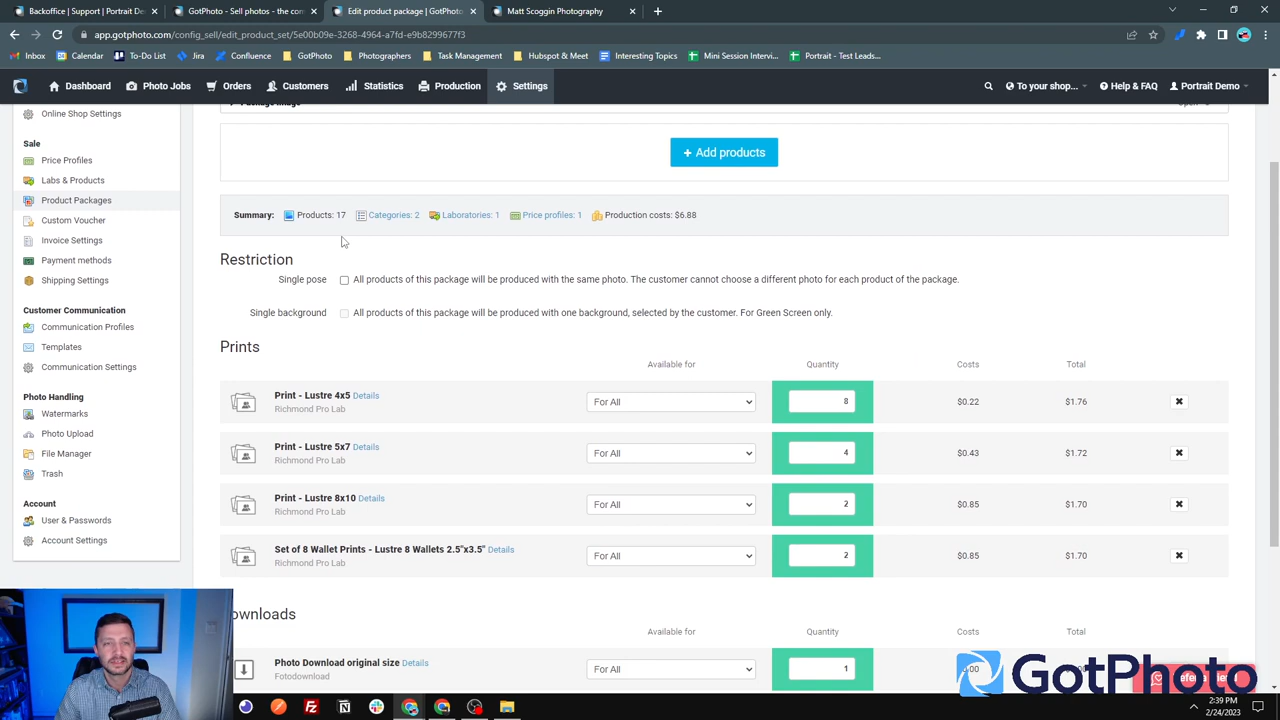 Backoffice | Support | Portrait De
GotPhoto - Sell photos - the con
Edit product package | GotPhoto
Matt Scoggin Photography
app.gotphoto.com/config_sell/edit_product_set/5e00b09e-3268-4964-a7fd-e9b8299677f3
Inbox
Calendar
To-Do List
Jira
Confluence
GotPhoto
Photographers
Task Management
Hubspot & Meet
Interesting Topics
Mini Session Intervi...
Portrait - Test Leads...
Dashboard
Photo Jobs
Orders
Customers
Statistics
Production
Settings
To your shop...
Help & FAQ
Portrait Demo
Online Shop Settings
Sale
Price Profiles
Labs & Products
Product Packages
Custom Voucher
Invoice Settings
Payment methods
Shipping Settings
Customer Communication
Communication Profiles
Templates
Communication Settings
Photo Handling
Watermarks
Photo Upload
File Manager
Trash
Account
User & Passwords
Account Settings
+ Add products
Summary: Products: 17 Categories: 2 Laboratories: 1 Price profiles: 1 Production costs: $6.88
Restriction
Single pose All products of this package will be produced with the same photo. The customer cannot choose a different photo for each product of the package.
Single background All products of this package will be produced with one background, selected by the customer. For Green Screen only.
Prints
Available for Quantity Costs Total
Print - Lustre 4x5 Details
Richmond Pro Lab
For All 8 $0.22 $1.76
Print - Lustre 5x7 Details
Richmond Pro Lab
For All 4 $0.43 $1.72
Print - Lustre 8x10 Details
Richmond Pro Lab
For All 2 $0.85 $1.70
Set of 8 Wallet Prints - Lustre 8 Wallets 2.5"x3.5" Details
Richmond Pro Lab
For All 2 $0.85 $1.70
ownloads
Available for Quantity Costs Total
Photo Download original size Details
Fotodownload
For All 1
GotPhoto
2:39 PM
2/24/2023